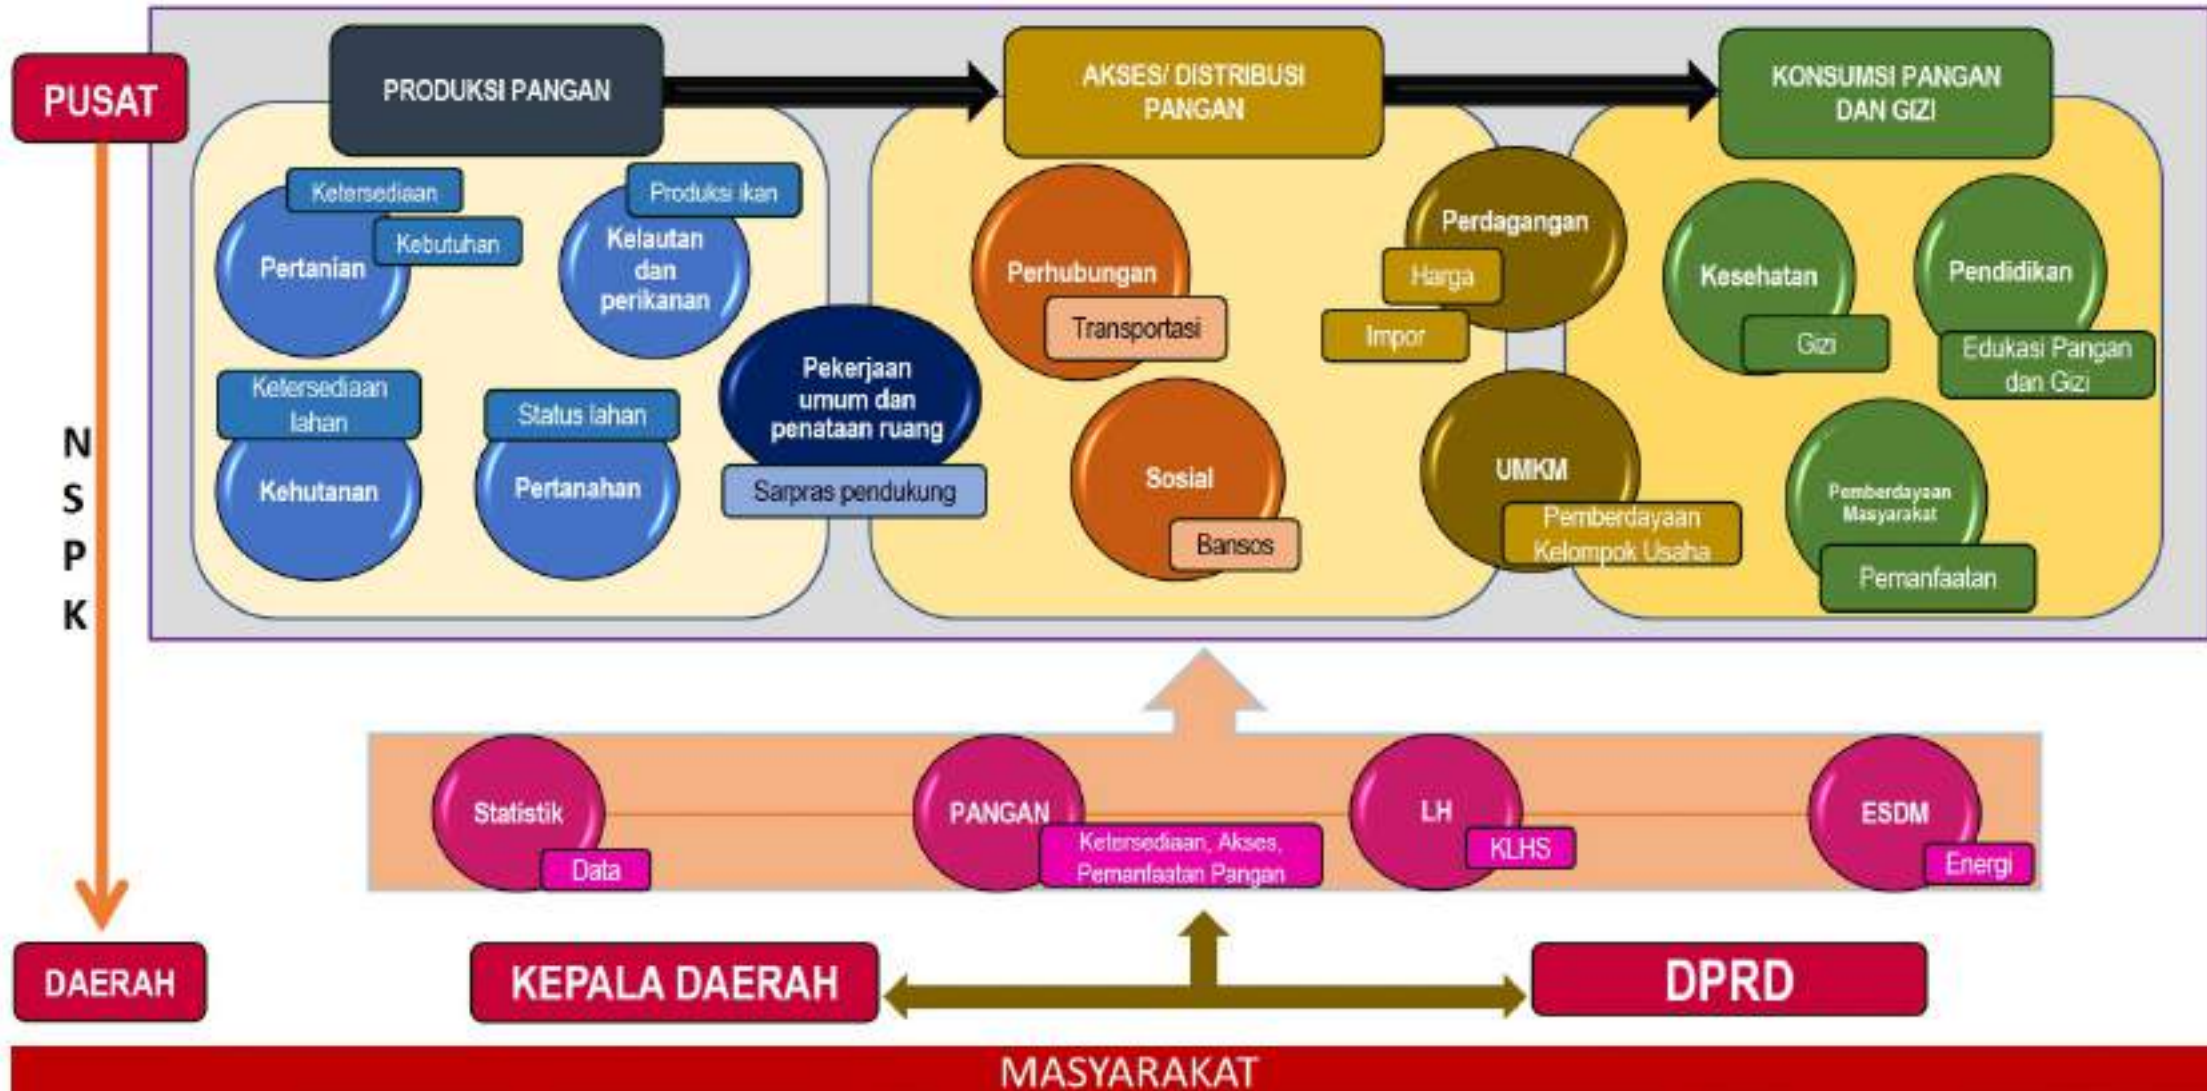 PUSAT
PRODUKSI PANGAN
AKSES/ DISTRIBUSI
PANGAN
KONSUMSI PANGAN
DAN GIZI
Ketersediaan
Kebutuhan
Pertanian
Produksi ikan
Kelautan
dan
perikanan
Ketersediaan
lahan
Kehutanan
Status lahan
Pertanahan
Pekerjaan
umum dan
penataan ruang
Sarpras pendukung
Perhubungan
Transportasi
Sosial
Bansos
Perdagangan
Harga
Impor
UMKM
Pemberdayaan
Kelompok Usaha
Kesehatan
Gizi
Pendidikan
Edukasi Pangan
dan Gizi
Pemberdayaan
Masyarakat
Pemanfaatan
N
S
P
K
Statistik
Data
PANGAN
Ketersediaan, Akses,
Pemanfaatan Pangan
LH
KLHS
ESDM
Energi
DAERAH
KEPALA DAERAH
DPRD
MASYARAKAT